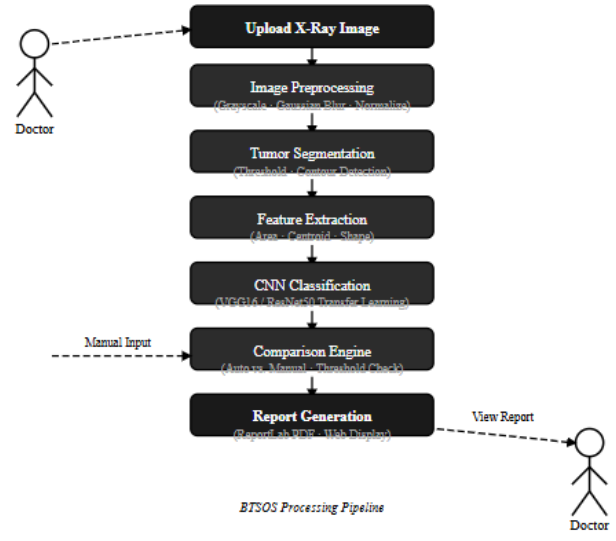 Upload X-Ray Image
Image Preprocessing
(Grayscale · Gaussian Blur · Normalize)
Doctor
Tumor Segmentation
(Threshold · Contour Detection)
Feature Extraction
(Area · Centroid · Shape)
CNN Classification
(VGG16 / ResNet50 Transfer Learning)
Manual Input
Comparison Engine
(Auto vs. Manual · Threshold Check)
Report Generation
(ReportLab PDF · Web Display)
View Report
BTSOS Processing Pipeline
Doctor